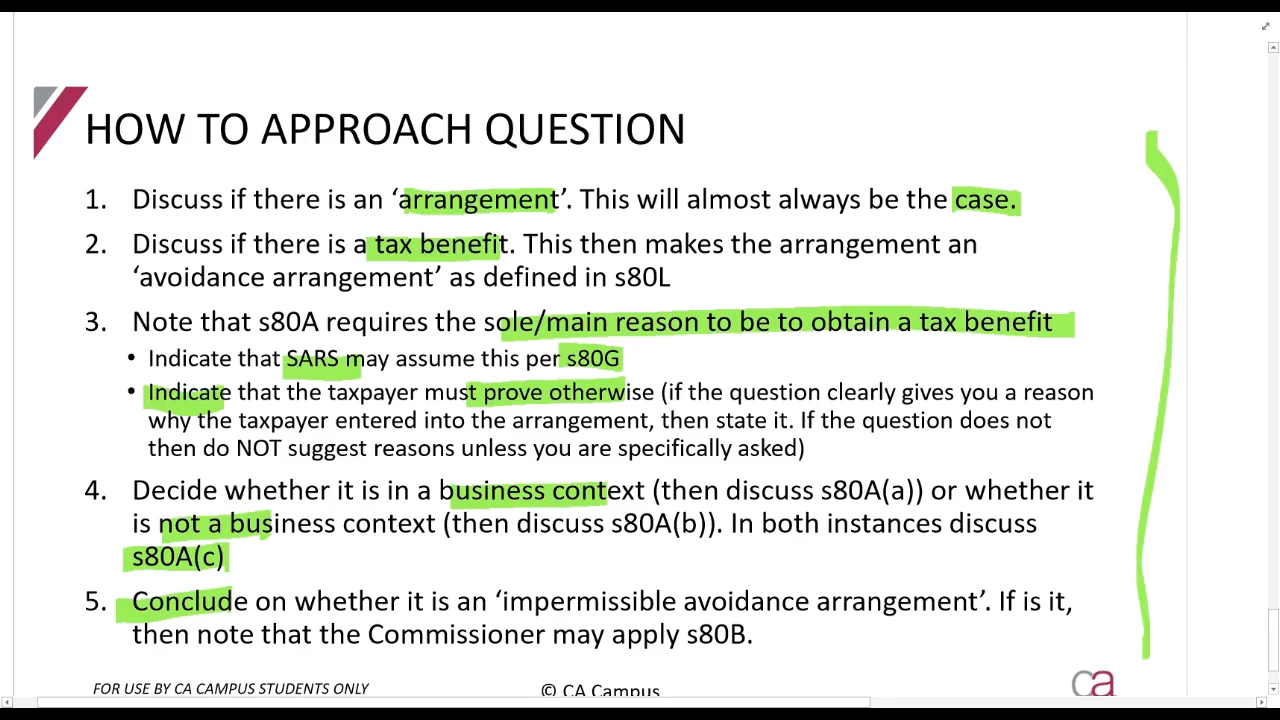 HOW TO APPROACH QUESTION
1. Discuss if there is an ‘arrangement’. This will almost always be the case.
2. Discuss if there is a tax benefit. This then makes the arrangement an
‘avoidance arrangement’ as defined in s80L
3. Note that s80A requires the sole/main reason to be to obtain a tax benefit
• Indicate that SARS may assume this per s80G
• Indicate that the taxpayer must prove otherwise (if the question clearly gives you a reason
why the taxpayer entered into the arrangement, then state it. If the question does not
then do NOT suggest reasons unless you are specifically asked)
4. Decide whether it is in a business context (then discuss s80A(a)) or whether it
is not a business context (then discuss s80A(b)). In both instances discuss
s80A(c)
5. Conclude on whether it is an ‘impermissible avoidance arrangement’. If is it,
then note that the Commissioner may apply s80B.
FOR USE BY CA CAMPUS STUDENTS ONLY
© CA Campus
ca